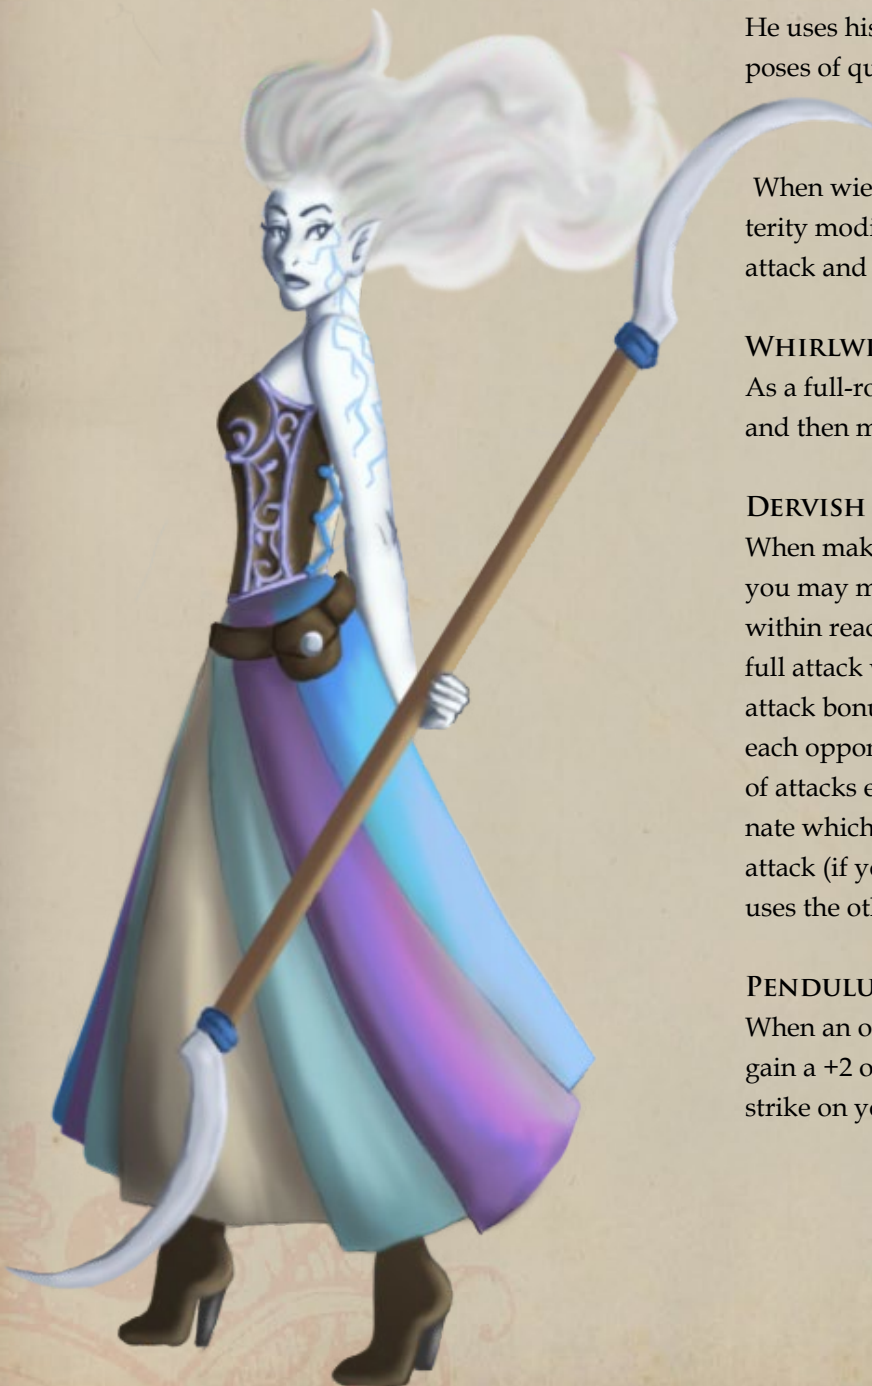 He uses his
poses of qu
When wie
terity modi
attack and
WHIRLWI
As a full-ro
and then m
DERVISH
When mak
you may m
within reac
full attack
attack bonu
each oppor
of attacks e
nate which
attack (if yo
uses the oth
PENDULU
When an o
gain a +2 o
strike on yo